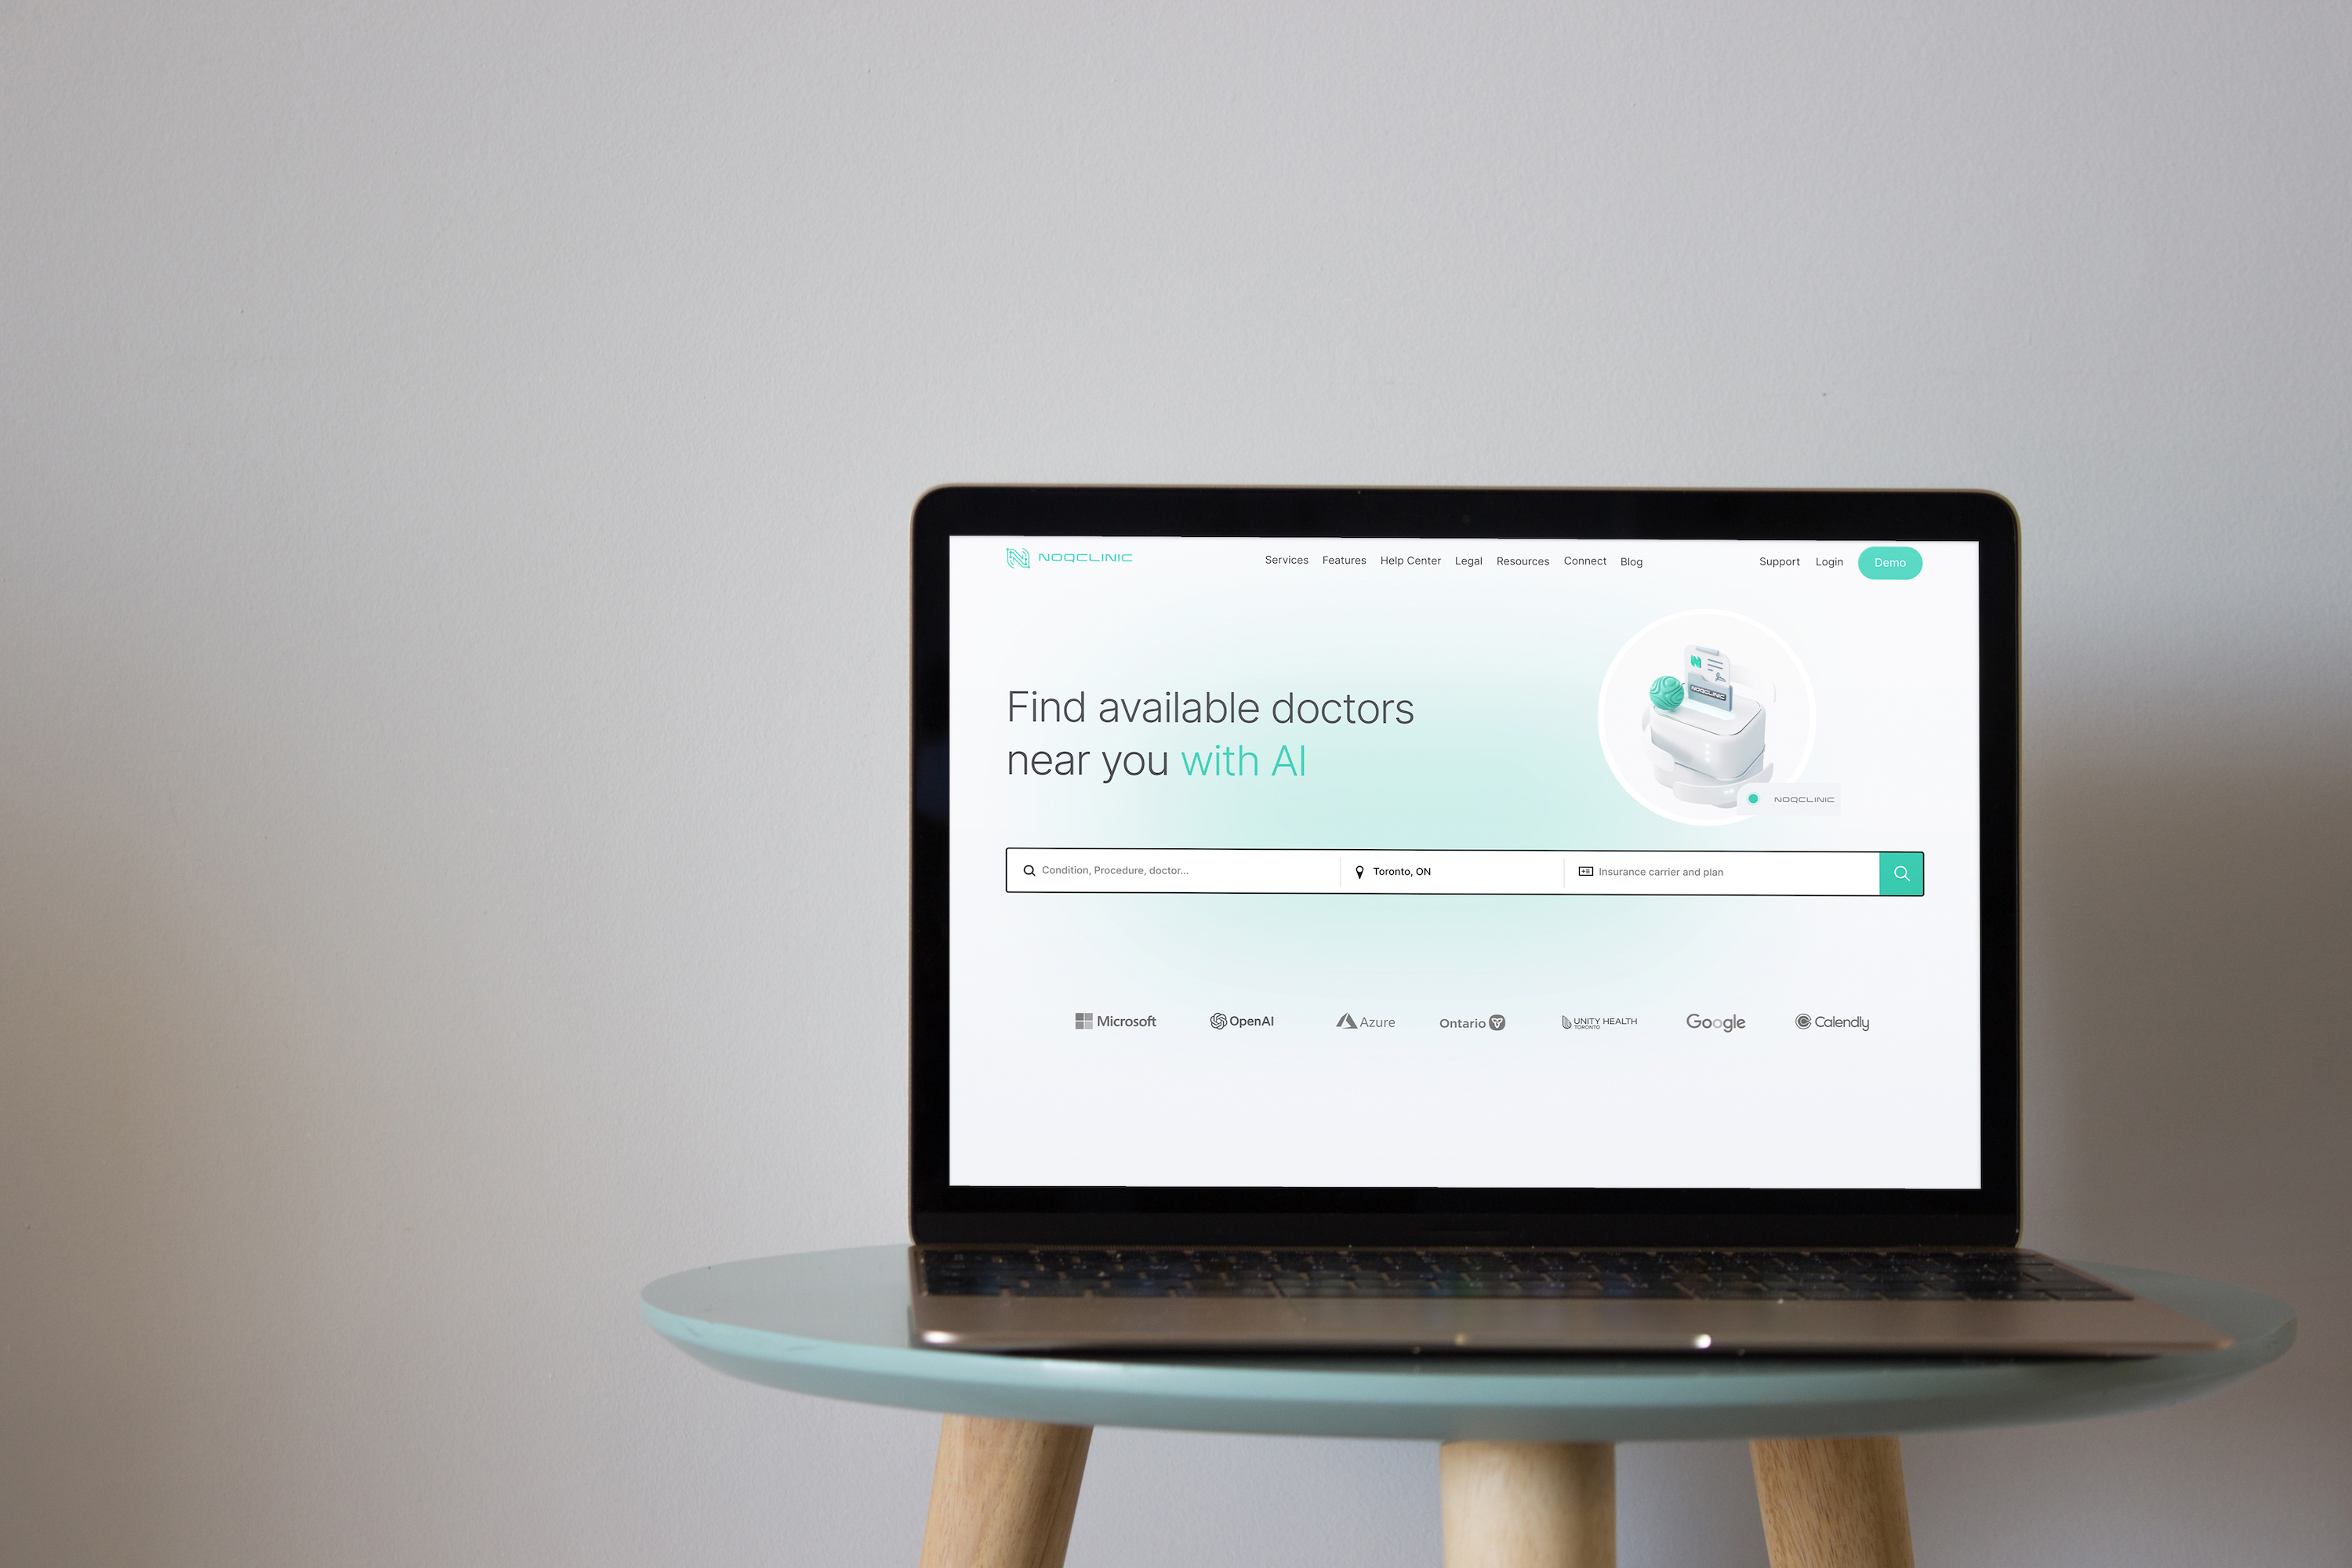 NOQCLINIC
Services Features Help Center Legal Resources Connect Blog
Support Login Demo
Find available doctors
near you with AI
NOQCLINIC
NOQCLINIC
Condition, Procedure, doctor...
Toronto, ON
Insurance carrier and plan
Microsoft
OpenAI
Azure
Ontario
UNITY HEALTH
TORONTO
Google
Calendly